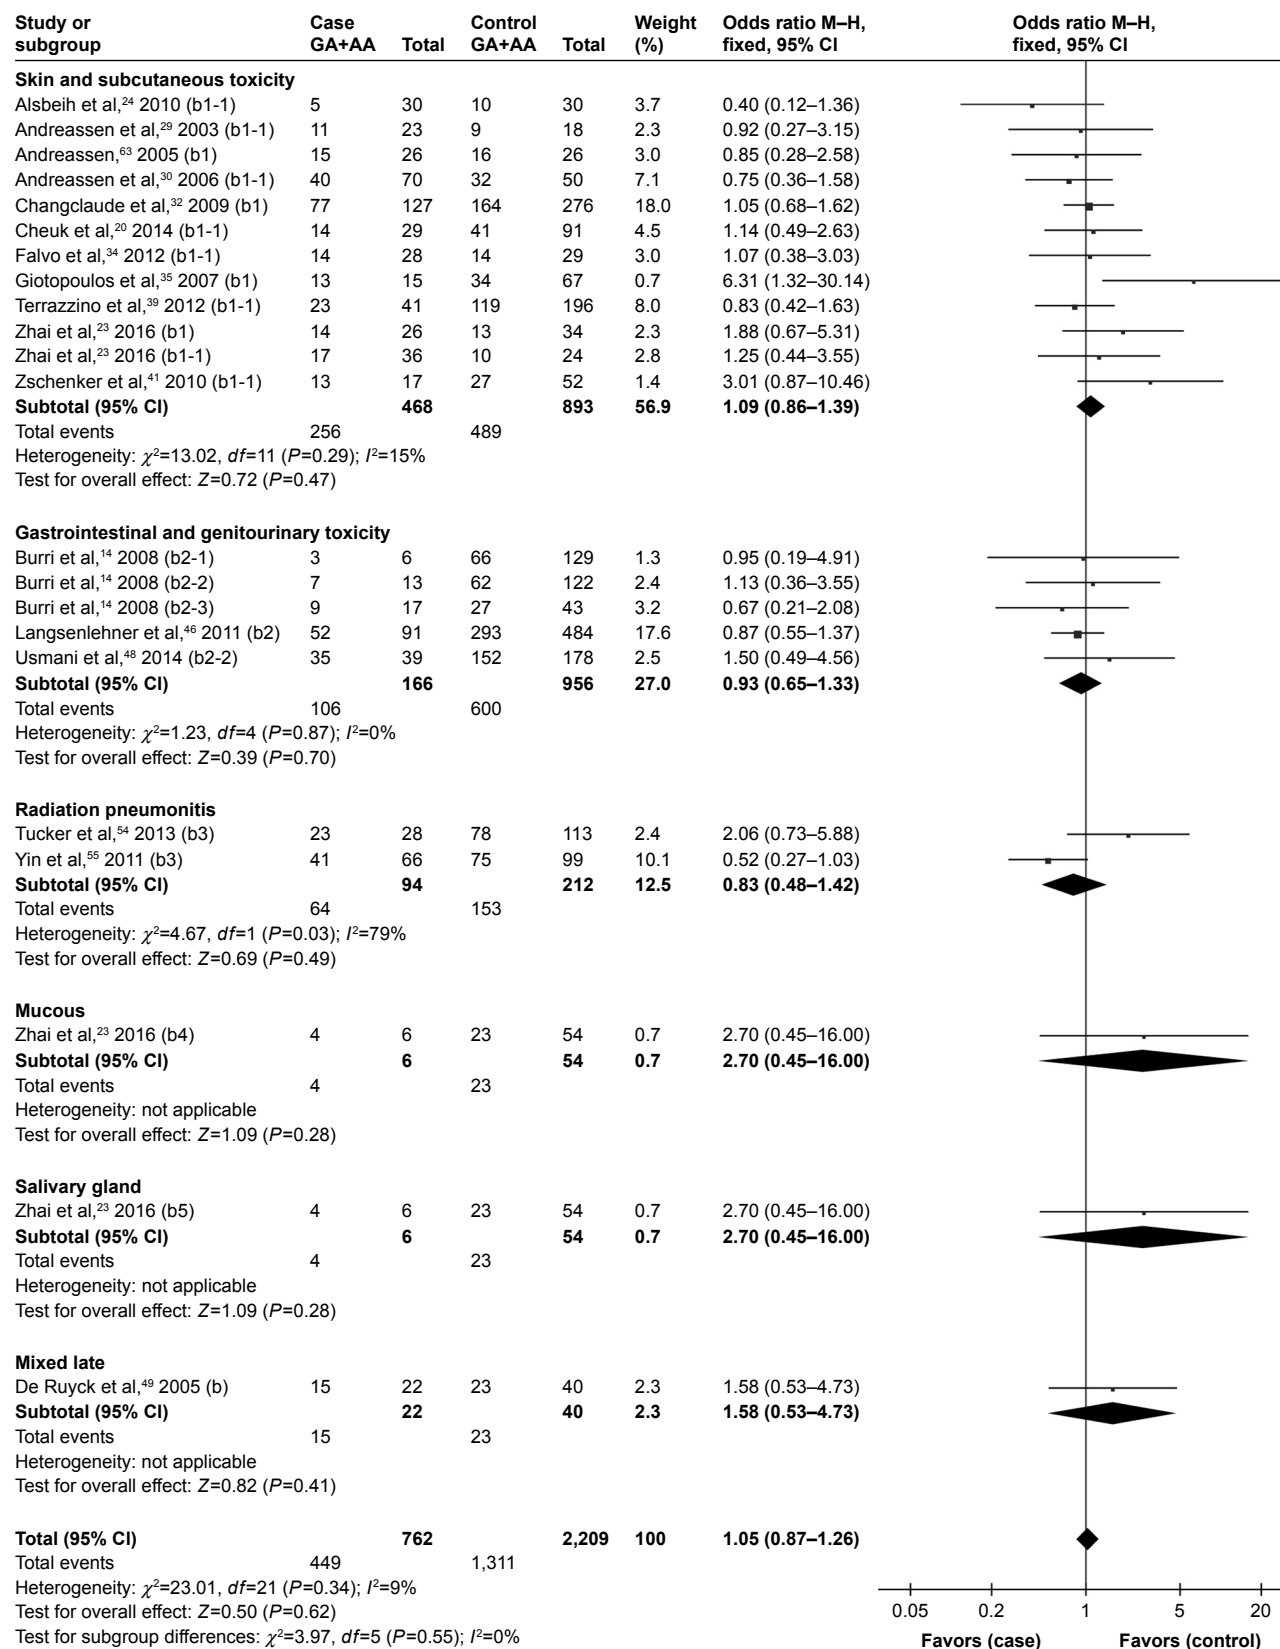 Study or subgroup Case GA+AA Total Control GA+AA Total Weight (%) Odds ratio M–H, fixed, 95% CI Odds ratio M–H, fixed, 95% CI
Skin and subcutaneous toxicity
Alsbeih et al,24 2010 (b1-1) 5 30 10 30 3.7 0.40 (0.12–1.36)
Andreassen et al,29 2003 (b1-1) 11 23 9 18 2.3 0.92 (0.27–3.15)
Andreassen,63 2005 (b1) 15 26 16 26 3.0 0.85 (0.28–2.58)
Andreassen et al,30 2006 (b1-1) 40 70 32 50 7.1 0.75 (0.36–1.58)
Changclaude et al,32 2009 (b1) 77 127 164 276 18.0 1.05 (0.68–1.62)
Cheuk et al,20 2014 (b1-1) 14 29 41 91 4.5 1.14 (0.49–2.63)
Falvo et al,34 2012 (b1-1) 14 28 14 29 3.0 1.07 (0.38–3.03)
Giotopoulos et al,35 2007 (b1) 13 15 34 67 0.7 6.31 (1.32–30.14)
Terrazzino et al,39 2012 (b1-1) 23 41 119 196 8.0 0.83 (0.42–1.63)
Zhai et al,23 2016 (b1) 14 26 13 34 2.3 1.88 (0.67–5.31)
Zhai et al,23 2016 (b1-1) 17 36 10 24 2.8 1.25 (0.44–3.55)
Zschenker et al,41 2010 (b1-1) 13 17 27 52 1.4 3.01 (0.87–10.46)
Subtotal (95% CI) 468 893 56.9 1.09 (0.86–1.39)
Total events 256 489
Heterogeneity: χ²=13.02, df=11 (P=0.29); I²=15%
Test for overall effect: Z=0.72 (P=0.47)
Gastrointestinal and genitourinary toxicity
Burri et al,14 2008 (b2-1) 3 6 66 129 1.3 0.95 (0.19–4.91)
Burri et al,14 2008 (b2-2) 7 13 62 122 2.4 1.13 (0.36–3.55)
Burri et al,14 2008 (b2-3) 9 17 27 43 3.2 0.67 (0.21–2.08)
Langsenlehner et al,46 2011 (b2) 52 91 293 484 17.6 0.87 (0.55–1.37)
Usmani et al,48 2014 (b2-2) 35 39 152 178 2.5 1.50 (0.49–4.56)
Subtotal (95% CI) 166 956 27.0 0.93 (0.65–1.33)
Total events 106 600
Heterogeneity: χ²=1.23, df=4 (P=0.87); I²=0%
Test for overall effect: Z=0.39 (P=0.70)
Radiation pneumonitis
Tucker et al,54 2013 (b3) 23 28 78 113 2.4 2.06 (0.73–5.88)
Yin et al,55 2011 (b3) 41 66 75 99 10.1 0.52 (0.27–1.03)
Subtotal (95% CI) 94 212 12.5 0.83 (0.48–1.42)
Total events 64 153
Heterogeneity: χ²=4.67, df=1 (P=0.03); I²=79%
Test for overall effect: Z=0.69 (P=0.49)
Mucous
Zhai et al,23 2016 (b4) 4 6 23 54 0.7 2.70 (0.45–16.00)
Subtotal (95% CI) 6 54 0.7 2.70 (0.45–16.00)
Total events 4 23
Heterogeneity: not applicable
Test for overall effect: Z=1.09 (P=0.28)
Salivary gland
Zhai et al,23 2016 (b5) 4 6 23 54 0.7 2.70 (0.45–16.00)
Subtotal (95% CI) 6 54 0.7 2.70 (0.45–16.00)
Total events 4 23
Heterogeneity: not applicable
Test for overall effect: Z=1.09 (P=0.28)
Mixed late
De Ruyck et al,49 2005 (b) 15 22 23 40 2.3 1.58 (0.53–4.73)
Subtotal (95% CI) 22 40 2.3 1.58 (0.53–4.73)
Total events 15 23
Heterogeneity: not applicable
Test for overall effect: Z=0.82 (P=0.41)
Total (95% CI) 762 2,209 100 1.05 (0.87–1.26)
Total events 449 1,311
Heterogeneity: χ²=23.01, df=21 (P=0.34); I²=9%
Test for overall effect: Z=0.50 (P=0.62)
Test for subgroup differences: χ²=3.97, df=5 (P=0.55); I²=0%
0.05 0.2 1 5 20
Favors (case) Favors (control)